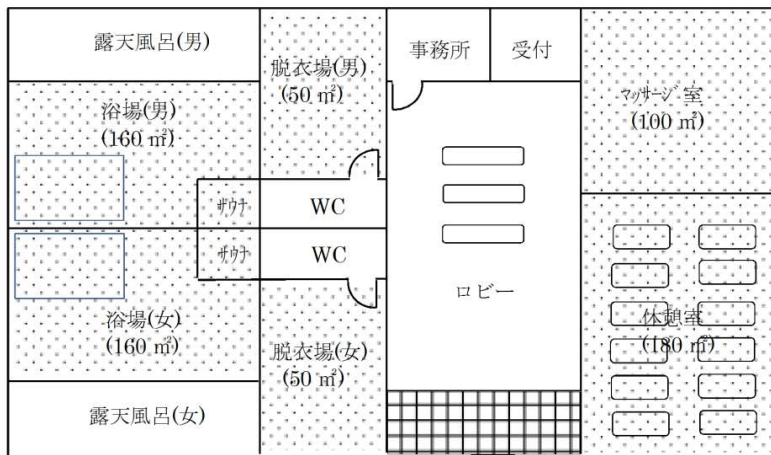 露天風呂(男)
脱衣場(男)
(50 ㎡)
事務所
受付
浴場(男)
(160 ㎡)
マッサージ室
(100 ㎡)
サウナ
WC
サウナ
WC
ロビー
浴場(女)
(160 ㎡)
脱衣場(女)
(50 ㎡)
休憩室
(180 ㎡)
露天風呂(女)